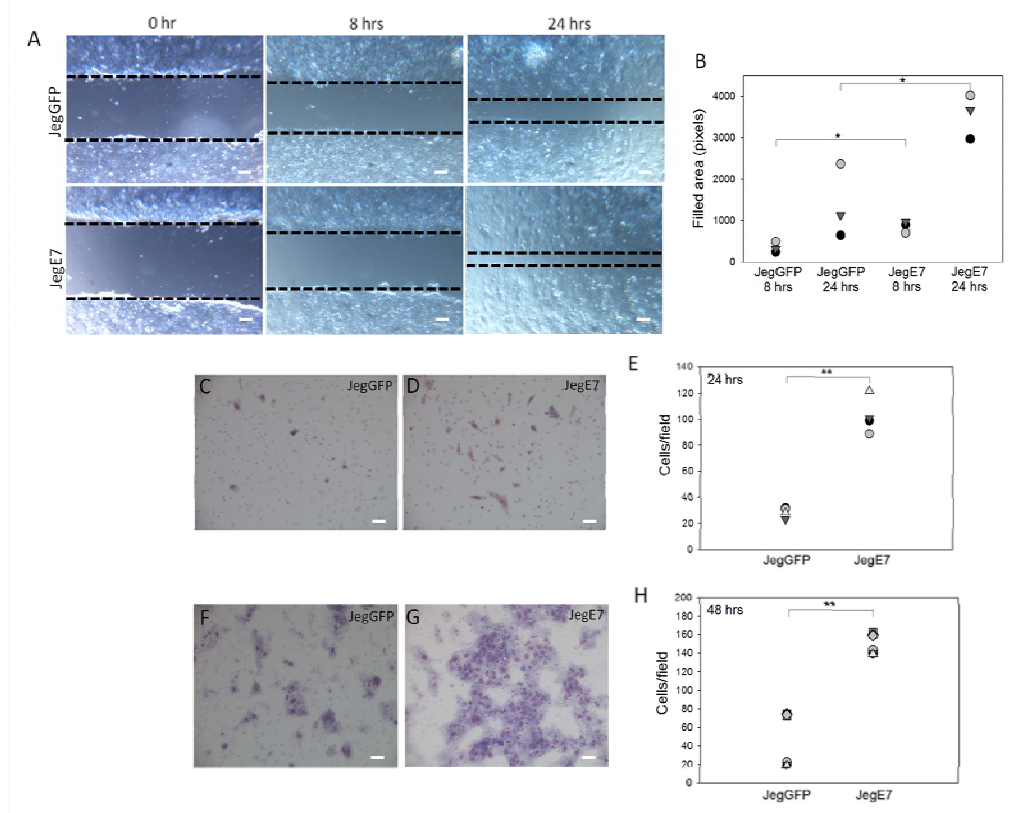 0 hr 8 hrs 24 hrs
A
JegGFP
JegE7
B
*
*
Filled area (pixels)
4000
3000
2000
1000
0
JegGFP JegGFP JegE7 JegE7
8 hrs 24 hrs 8 hrs 24 hrs
C JegGFP
D JegE7
E
24 hrs
**
Cells/field
140
120
100
80
60
40
20
0
JegGFP JegE7
F JegGFP
G JegE7
H
48 hrs
**
Cells/field
200
180
160
140
120
100
80
60
40
20
0
JegGFP JegE7